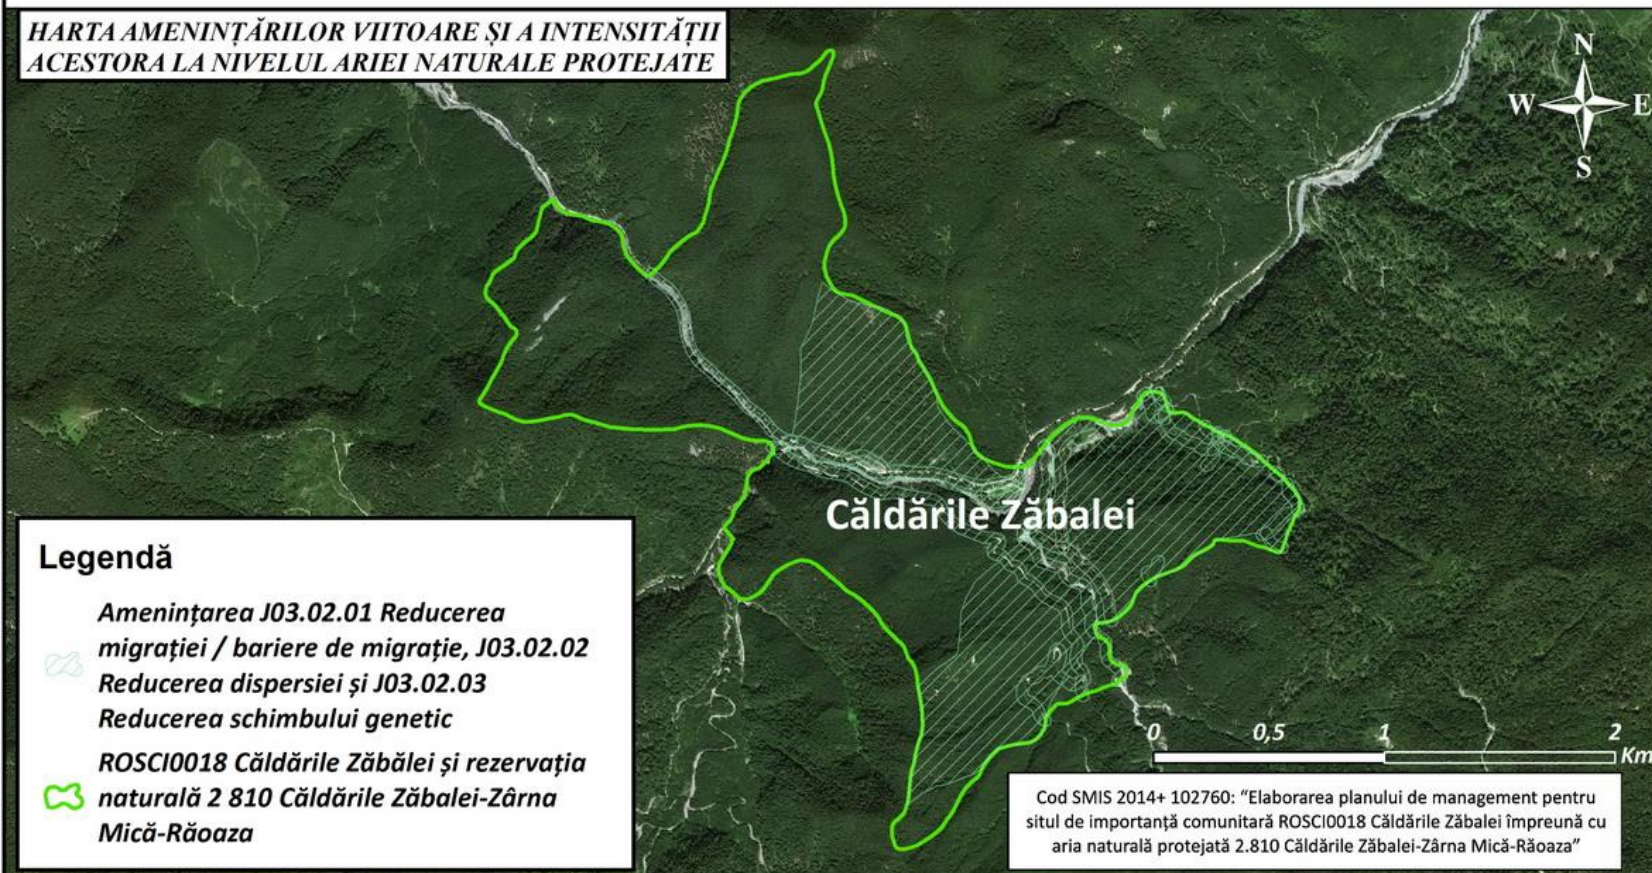 HARTA AMENINȚĂRILOR VIITOARE ȘI A INTENSITĂȚII
ACESTORA LA NIVELUL ARIEI NATURALE PROTEJATE
N
W
E
S
Căldările Zăbalei
Legendă
Amenințarea J03.02.01 Reducerea
migrației / bariere de migrație, J03.02.02
Reducerea dispersiei și J03.02.03
Reducerea schimbului genetic
ROSCI0018 Căldările Zăbălei și rezervația
naturală 2 810 Căldările Zăbalei-Zârna
Mică-Răoaza
0 0,5 1 2
Km
Cod SMIS 2014+ 102760: “Elaborarea planului de management pentru
situl de importanță comunitară ROSCI0018 Căldările Zăbalei împreună cu
aria naturală protejată 2.810 Căldările Zăbalei-Zârna Mică-Răoaza”